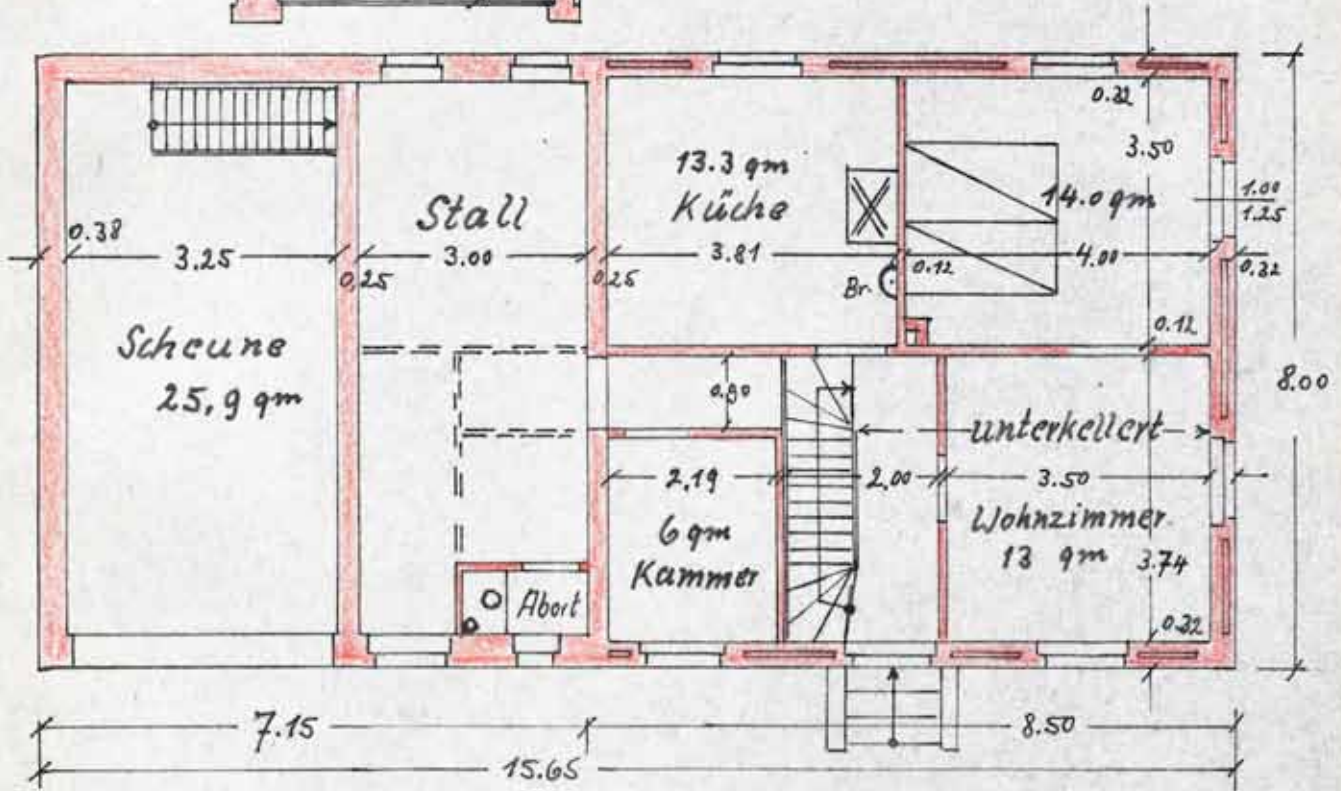 0.32
3.50
13.3 qm
Küche
14.0 qm
1.00
1.25
Stall
0.38
3.25
0,25
3.00
0.25
3.81
0.12
4.00
0.32
Br.
0.12
Scheune
25,9 qm
0.90
8.00
unterkellert
2,19
2,00
3.50
6 qm
Kammer
Wohnzimmer
13 qm
3.74
Abort
0.32
7.15
8.50
15.65